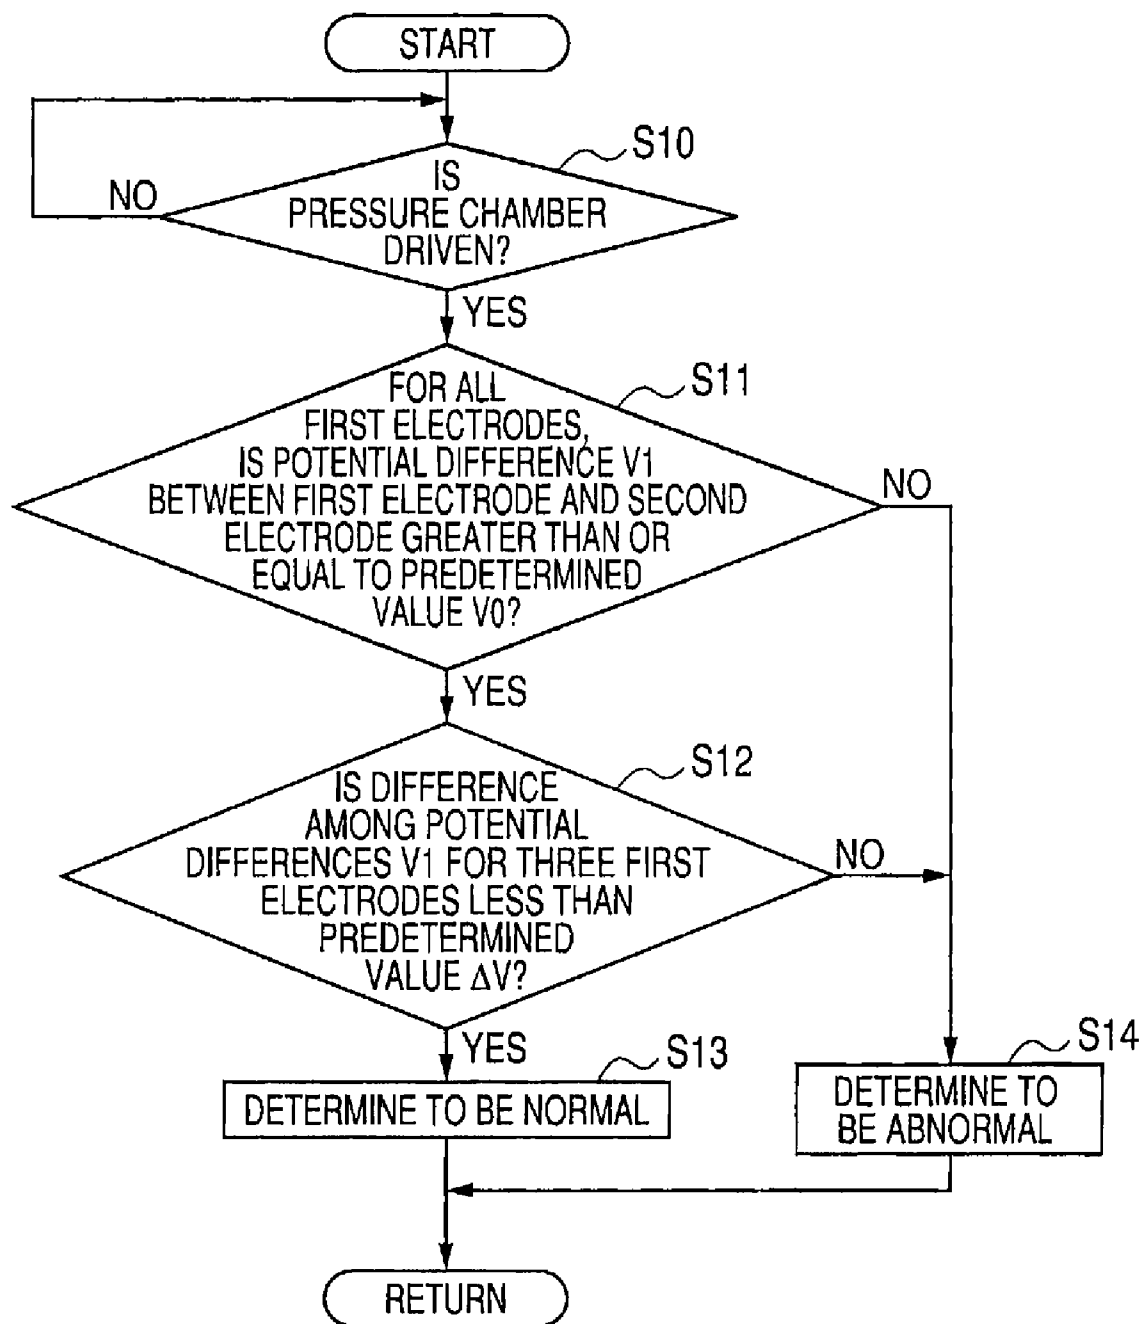 START
S10
IS
PRESSURE CHAMBER
DRIVEN?
NO
YES
S11
FOR ALL
FIRST ELECTRODES,
IS POTENTIAL DIFFERENCE V1
BETWEEN FIRST ELECTRODE AND SECOND
ELECTRODE GREATER THAN OR
EQUAL TO PREDETERMINED
VALUE V0?
NO
YES
S12
IS DIFFERENCE
AMONG POTENTIAL
DIFFERENCES V1 FOR THREE FIRST
ELECTRODES LESS THAN
PREDETERMINED
VALUE ΔV?
NO
YES
S13
DETERMINE TO BE NORMAL
S14
DETERMINE TO
BE ABNORMAL
RETURN